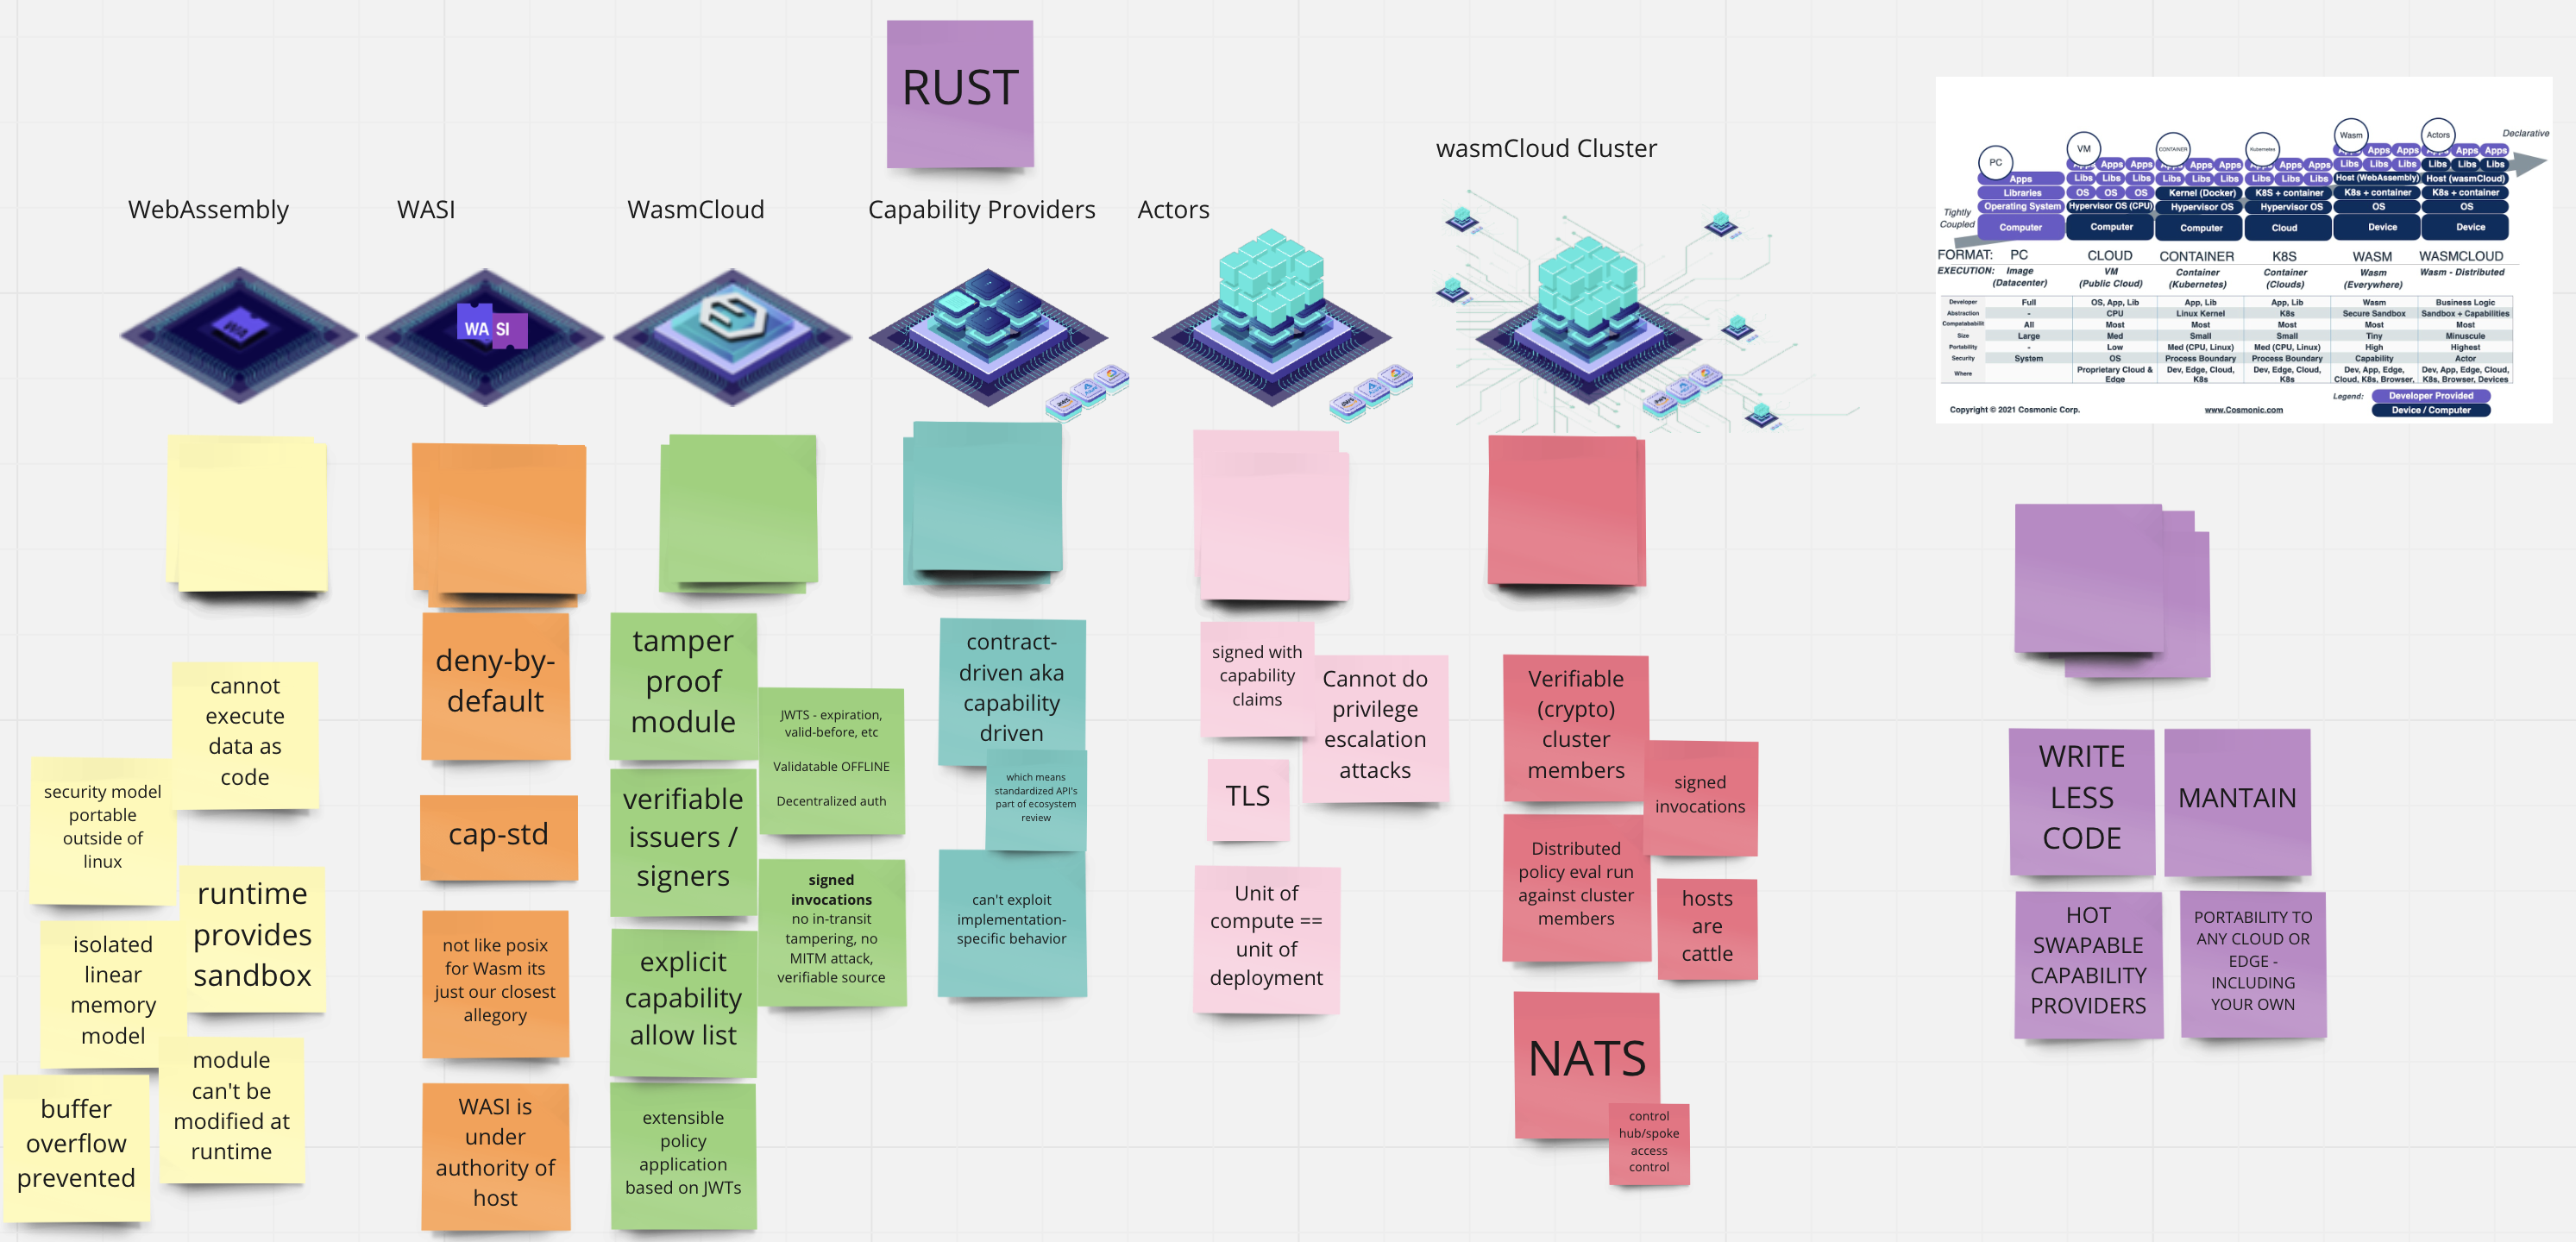 RUST
WebAssembly
WASI
WasmCloud
Capability Providers
Actors
wasmCloud Cluster
WA SI
aws
aws
aws
cannot
execute
data as
code
security model
portable
outside of
linux
runtime
provides
sandbox
isolated
linear
memory
model
module
can't be
modified at
runtime
buffer
overflow
prevented
deny-by-
default
cap-std
not like posix
for Wasm its
just our closest
allegory
WASI is
under
authority of
host
tamper
proof
module
JWTS - expiration,
valid-before, etc
Validatable OFFLINE
Decentralized auth
verifiable
issuers /
signers
signed
invocations
no in-transit
tampering, no
MITM attack,
verifiable source
explicit
capability
allow list
extensible
policy
application
based on JWTs
contract-
driven aka
capability
driven
which means
standardized API's
part of ecosystem
review
can't exploit
implementation-
specific behavior
signed with
capability
claims
Cannot do
privilege
escalation
attacks
TLS
Unit of
compute ==
unit of
deployment
Verifiable
(crypto)
cluster
members
signed
invocations
Distributed
policy eval run
against cluster
members
hosts
are
cattle
NATS
control
hub/spoke
access
control
PC
VM
CONTAINER
Kubernetes
Wasm
Actors
Declarative
Apps Apps Apps Apps
Apps Apps Apps Apps Apps Apps
Apps
Libs Libs Libs Libs Libs Libs
Libs Libs Libs Libs Libs Libs Libs Libs Libs
Host (WebAssembly) Host (wasmCloud)
Libraries OS OS OS Kernel (Docker) K8S + container K8s + container K8s + container
Operating System Hypervisor OS (CPU) Hypervisor OS Hypervisor OS OS OS
Tightly
Coupled
Computer Computer Computer Cloud Device Device
FORMAT: PC CLOUD CONTAINER K8S WASM WASMCLOUD
EXECUTION: Image VM Container Container Wasm Wasm - Distributed
(Datacenter) (Public Cloud) (Kubernetes) (Clouds) (Everywhere)
Developer Full OS, App, Lib App, Lib App, Lib Wasm Business Logic
Abstraction - CPU Linux Kernel K8s Secure Sandbox Sandbox + Capabilities
All Most Most Most Most Most
Size Large Med Small Small Tiny Minuscule
Portability - Low Med (CPU, Linux) Med (CPU, Linux) High Highest
Security System OS Process Boundary Process Boundary Capability Actor
Where Proprietary Cloud & Dev, Edge, Cloud, Dev, Edge, Cloud, Dev, App, Edge, Dev, App, Edge, Cloud,
Edge K8s K8s Cloud, K8s, Browser, K8s, Browser, Devices
Legend: Developer Provided
Device / Computer
Copyright © 2021 Cosmonic Corp.
www.Cosmonic.com
WRITE
LESS
CODE
MANTAIN
HOT
SWAPABLE
CAPABILITY
PROVIDERS
PORTABILITY TO
ANY CLOUD OR
EDGE -
INCLUDING
YOUR OWN